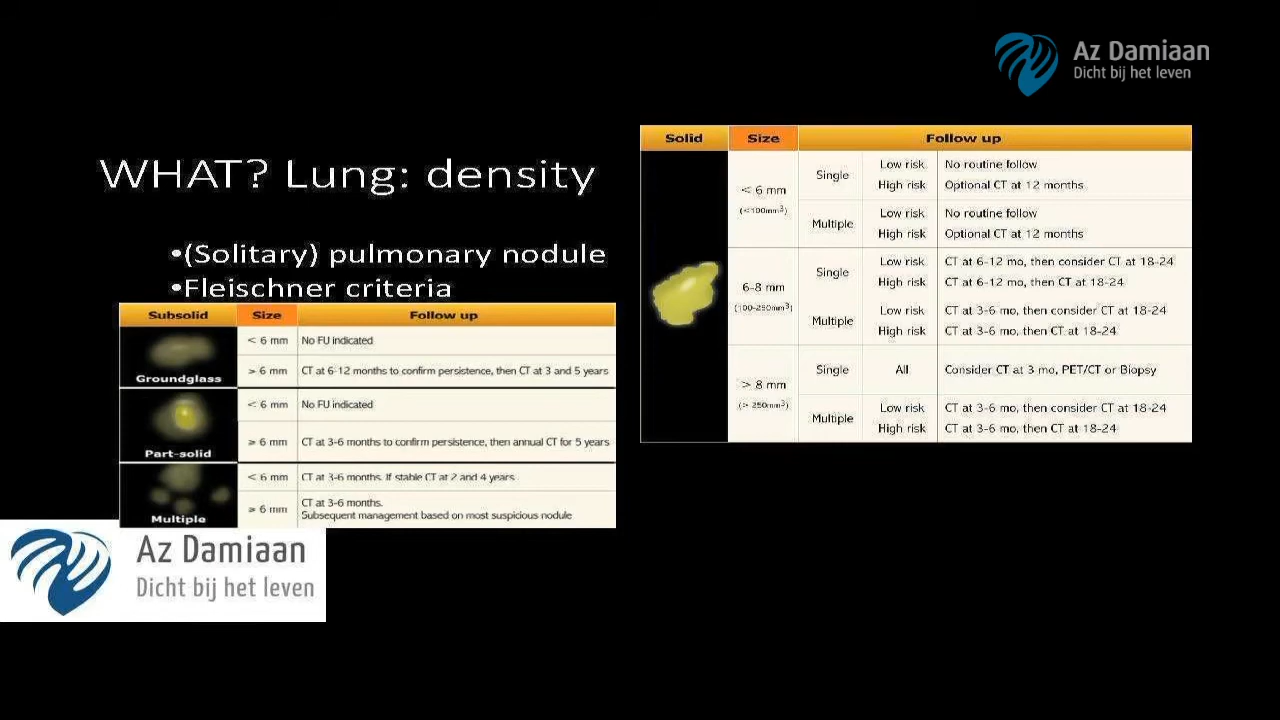 Az Damiaan
Dicht bij het leven
WHAT? Lung: density
•(Solitary) pulmonary nodule
•Fleischner criteria
Subsolid Size Follow up
Groundglass
< 6 mm No FU indicated
> 6 mm CT at 6-12 months to confirm persistence, then CT at 3 and 5 years
Part-solid
< 6 mm No FU indicated
≥ 6 mm CT at 3-6 months to confirm persistence, then annual CT for 5 years
Multiple
< 6 mm CT at 3-6 months. If stable CT at 2 and 4 years
≥ 6 mm CT at 3-6 months.
Subsequent management based on most suspicious nodule
Solid Size Follow up
< 6 mm
(<100mm³)
Single Low risk No routine follow
High risk Optional CT at 12 months
Multiple Low risk No routine follow
High risk Optional CT at 12 months
6-8 mm
(100-250mm³)
Single Low risk CT at 6-12 mo, then consider CT at 18-24
High risk CT at 6-12 mo, then CT at 18-24
Multiple Low risk CT at 3-6 mo, then consider CT at 18-24
High risk CT at 3-6 mo, then CT at 18-24
> 8 mm
(> 250mm³)
Single All Consider CT at 3 mo, PET/CT or Biopsy
Multiple Low risk CT at 3-6 mo, then consider CT at 18-24
High risk CT at 3-6 mo, then CT at 18-24
Az Damiaan
Dicht bij het leven